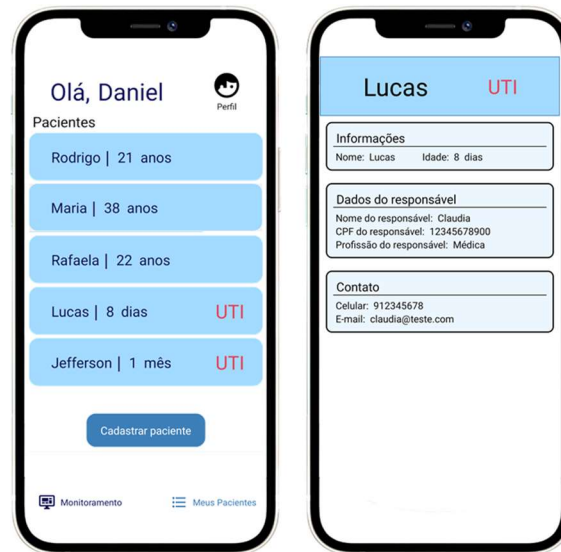 Olá, Daniel
Perfil
Pacientes
Rodrigo | 21 anos
Maria | 38 anos
Rafaela | 22 anos
Lucas | 8 dias UTI
Jefferson | 1 mês UTI
Cadastrar paciente
Monitoramento Meus Pacientes
Lucas UTI
Informações
Nome: Lucas Idade: 8 dias
Dados do responsável
Nome do responsável: Claudia
CPF do responsável: 12345678900
Profissão do responsável: Médica
Contato
Celular: 912345678
E-mail: claudia@teste.com